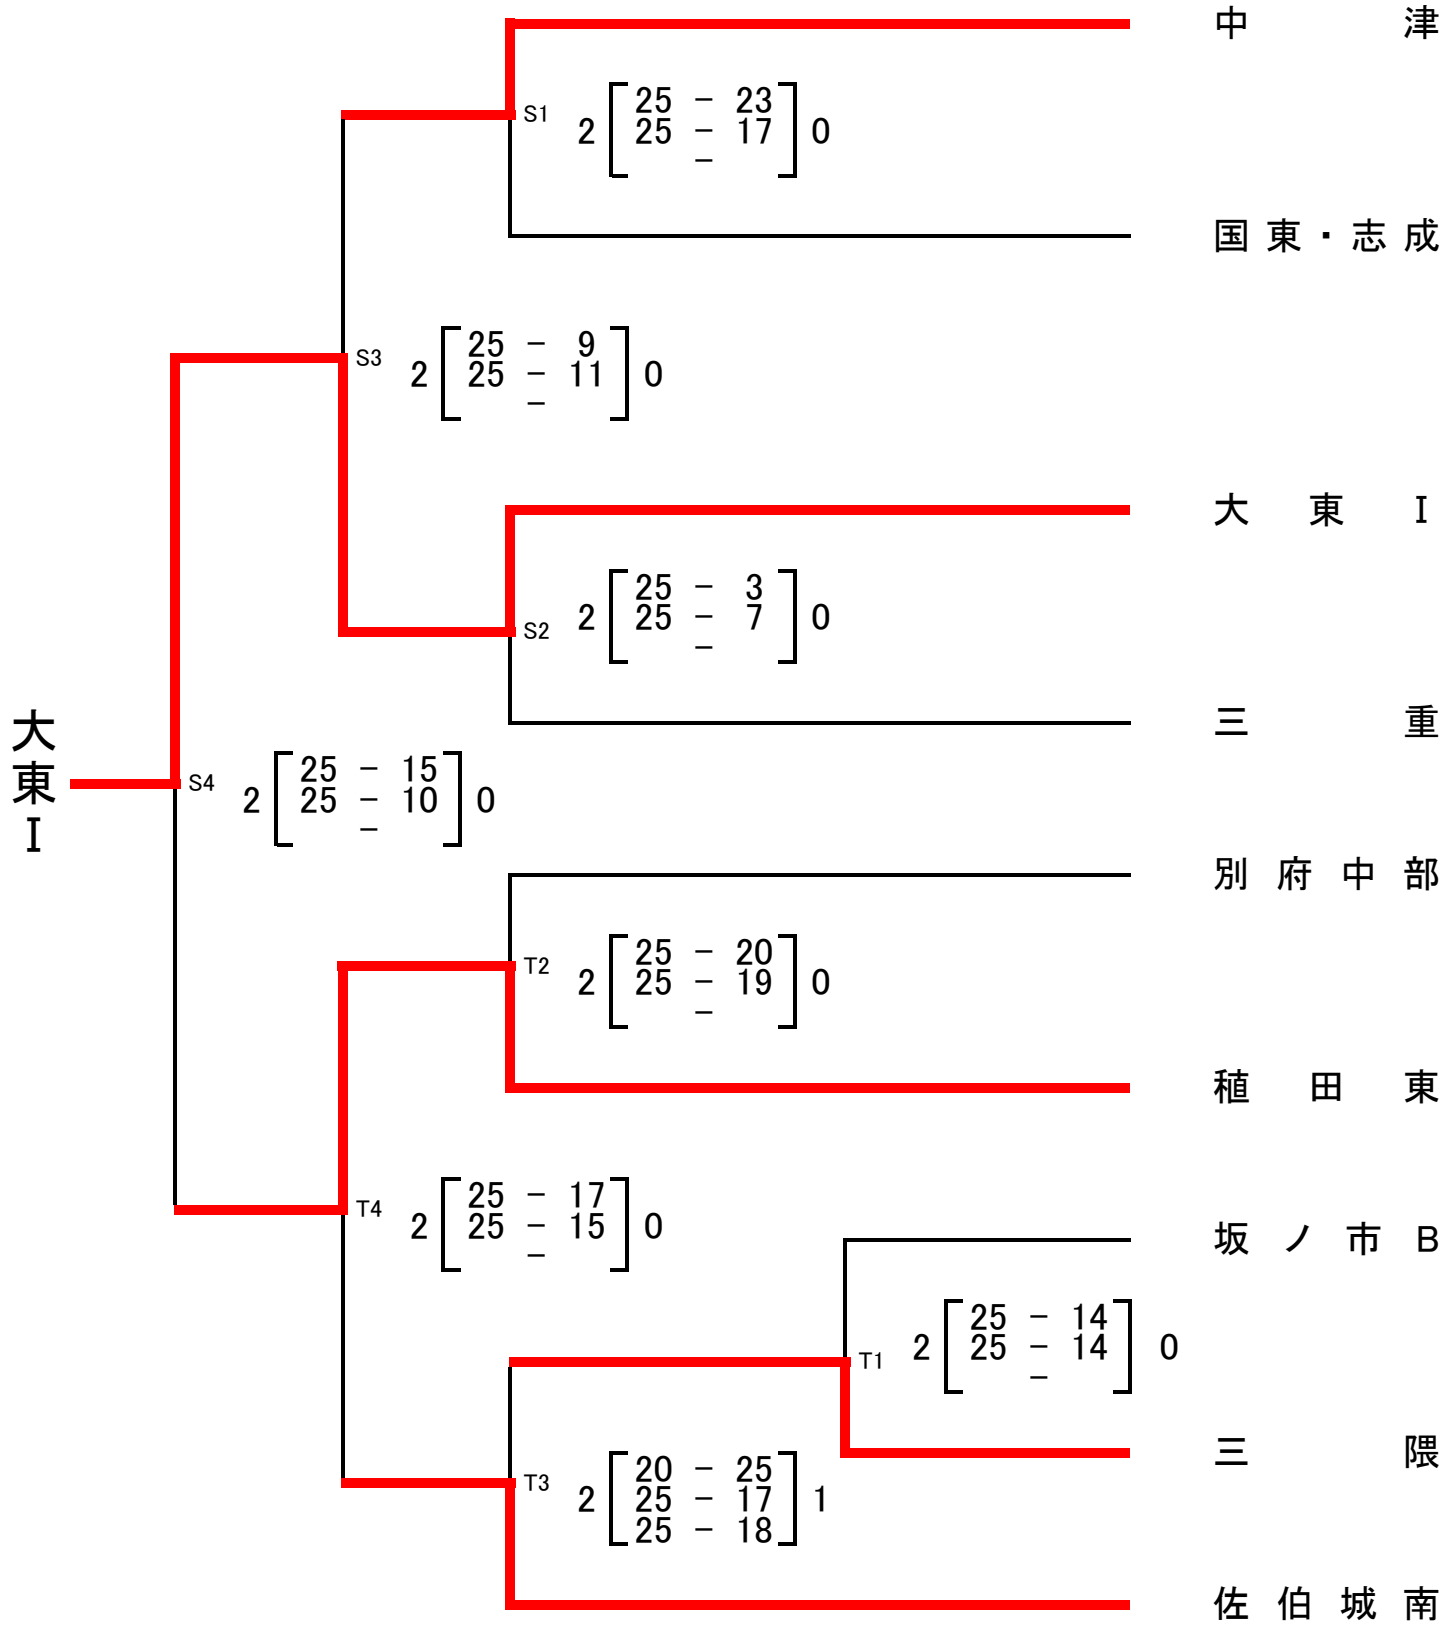 中津
S1
2 25 - 23 0
25 - 17
-
国東・志成
S3
2 25 - 9 0
25 - 11
-
大東Ⅰ
S2
2 25 - 3 0
25 - 7
-
三重
大東Ⅰ
S4
2 25 - 15 0
25 - 10
-
別府中部
T2
2 25 - 20 0
25 - 19
-
稙田東
T4
2 25 - 17 0
25 - 15
-
坂ノ市B
T1
2 25 - 14 0
25 - 14
-
三隈
T3
2 20 - 25 1
25 - 17
25 - 18
佐伯城南